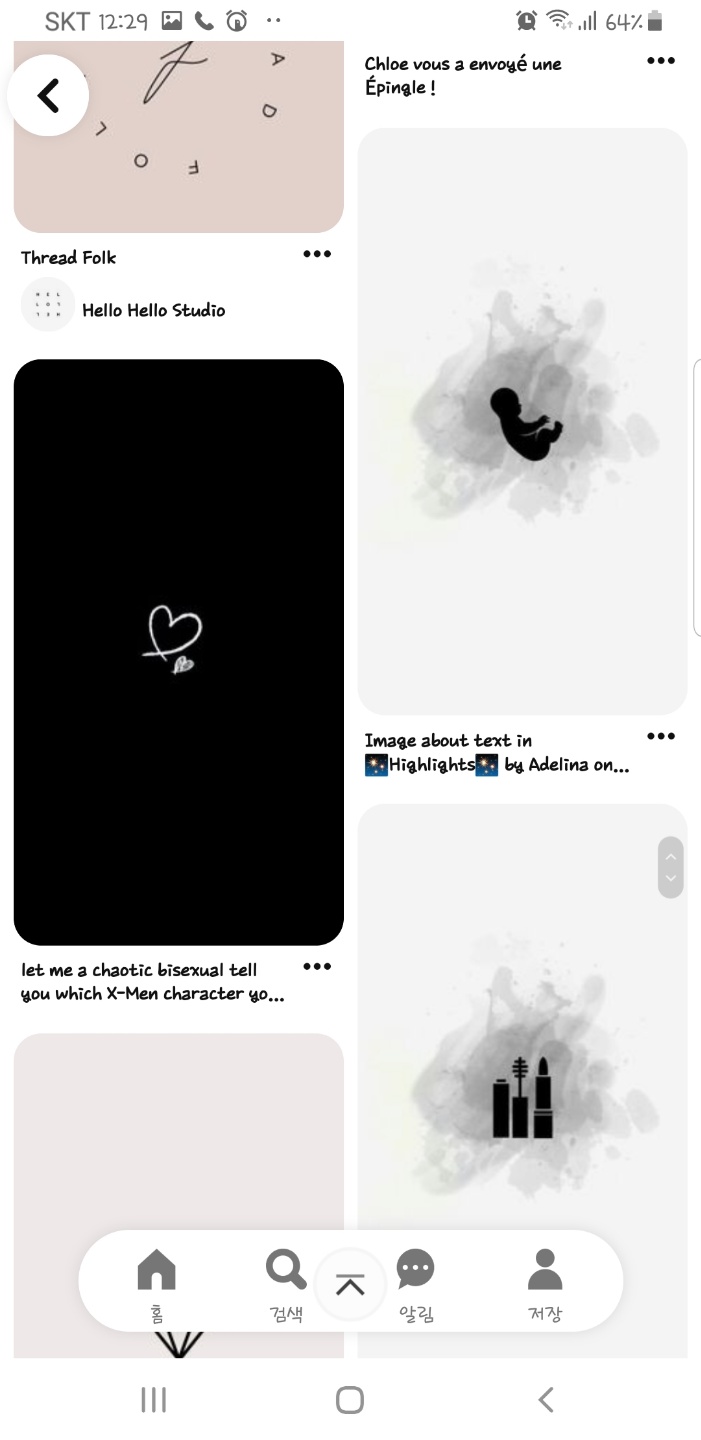 SKT 12:29
64%
A
D
L
O
F
Thread Folk
Hello Hello Studio
let me a chaotic bisexual tell
you which X-Men character yo...
Chloe vous a envoyé une
Épingle !
Image about text in
🎇Highlights🎇 by Adelina on...
홈
검색
알림
저장